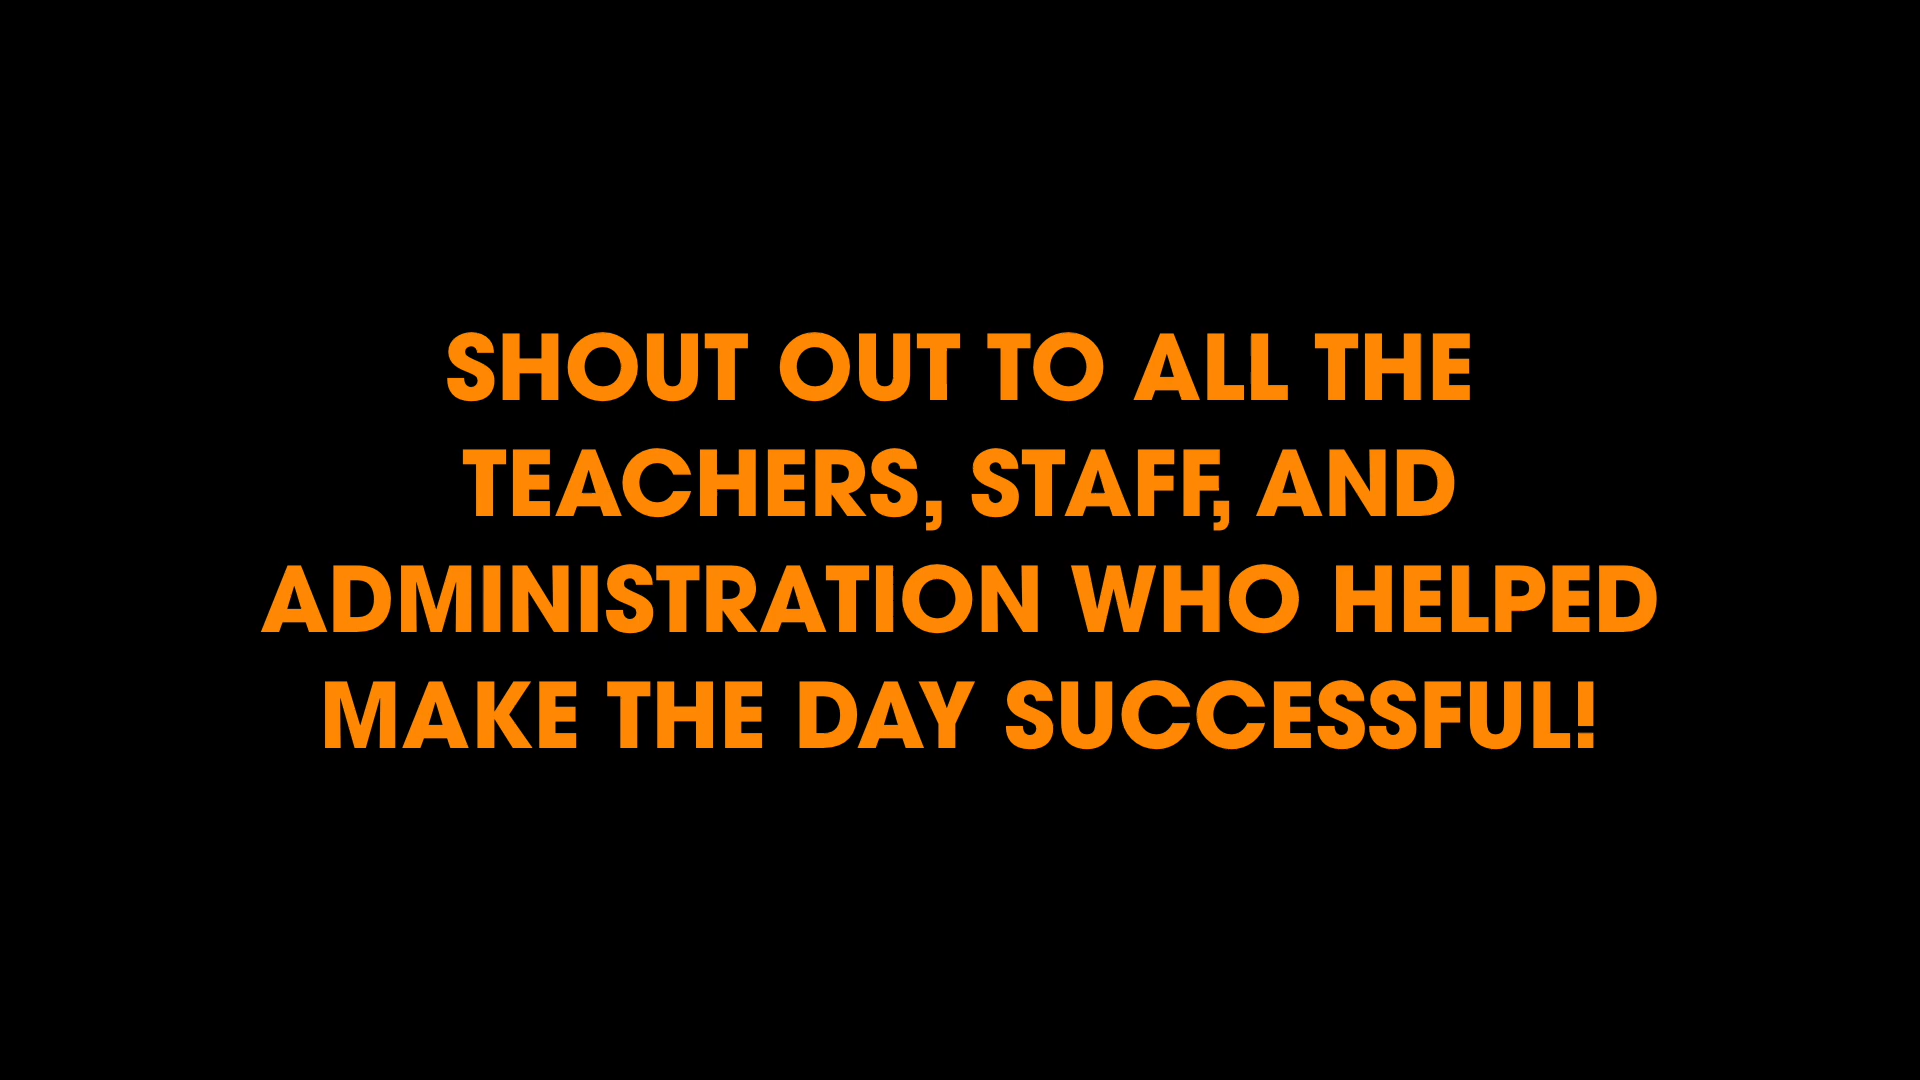 SHOUT OUT TO ALL THE
TEACHERS, STAFF, AND
ADMINISTRATION WHO HELPED
MAKE THE DAY SUCCESSFUL!